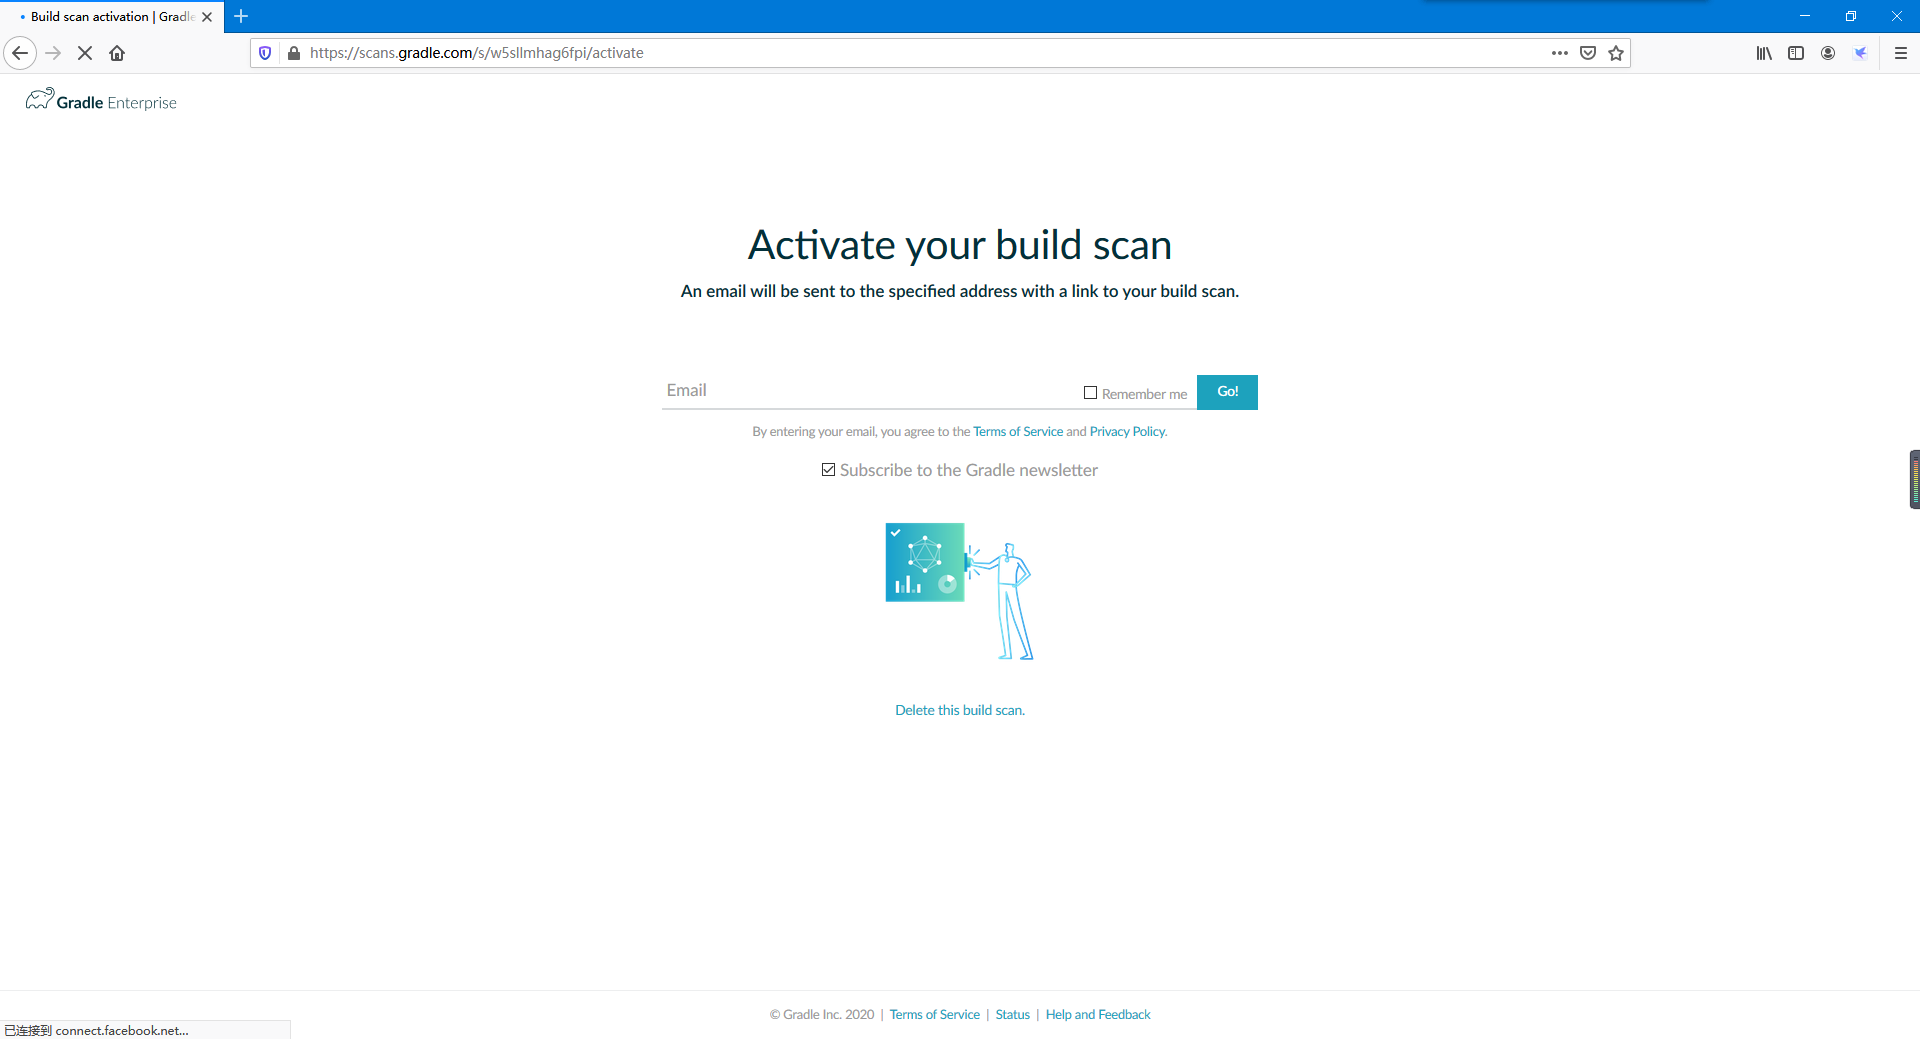 Build scan activation | Gradle
https://scans.gradle.com/s/w5sllmhag6fpi/activate
Gradle Enterprise
Activate your build scan
An email will be sent to the specified address with a link to your build scan.
Email
Remember me
Go!
By entering your email, you agree to the Terms of Service and Privacy Policy.
Subscribe to the Gradle newsletter
Delete this build scan.
© Gradle Inc. 2020 | Terms of Service | Status | Help and Feedback
已连接到 connect.facebook.net...